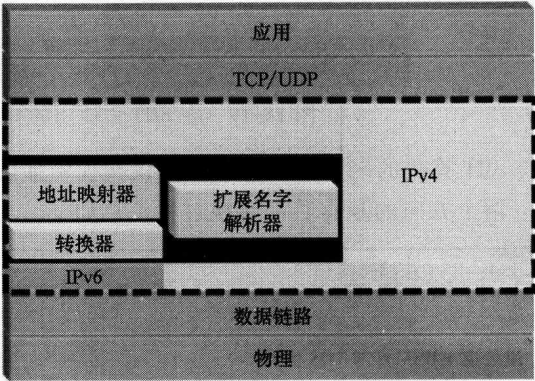 应用
TCP/UDP
IPv4
地址映射器
扩展名字
解析器
转换器
IPv6
数据链路
物理